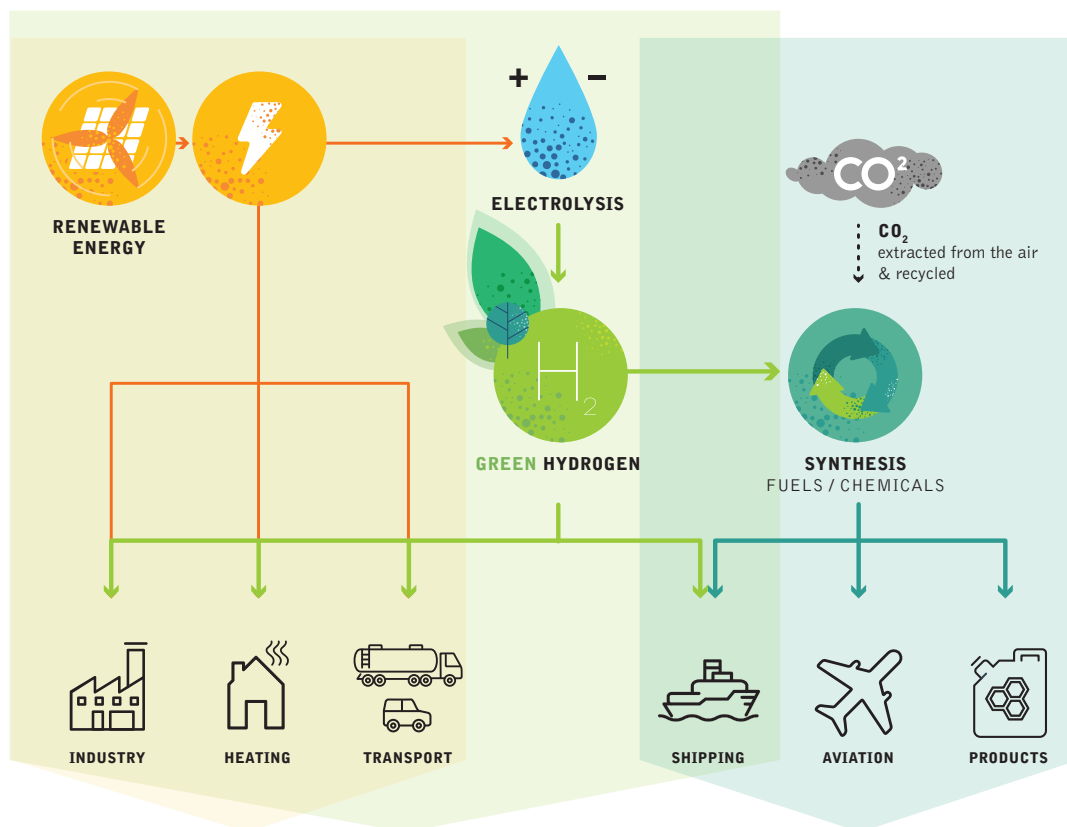 + −
CO²
RENEWABLE
ENERGY
ELECTROLYSIS
CO₂
extracted from the air
& recycled
H₂
GREEN HYDROGEN
SYNTHESIS
FUELS / CHEMICALS
INDUSTRY
HEATING
TRANSPORT
SHIPPING
AVIATION
PRODUCTS